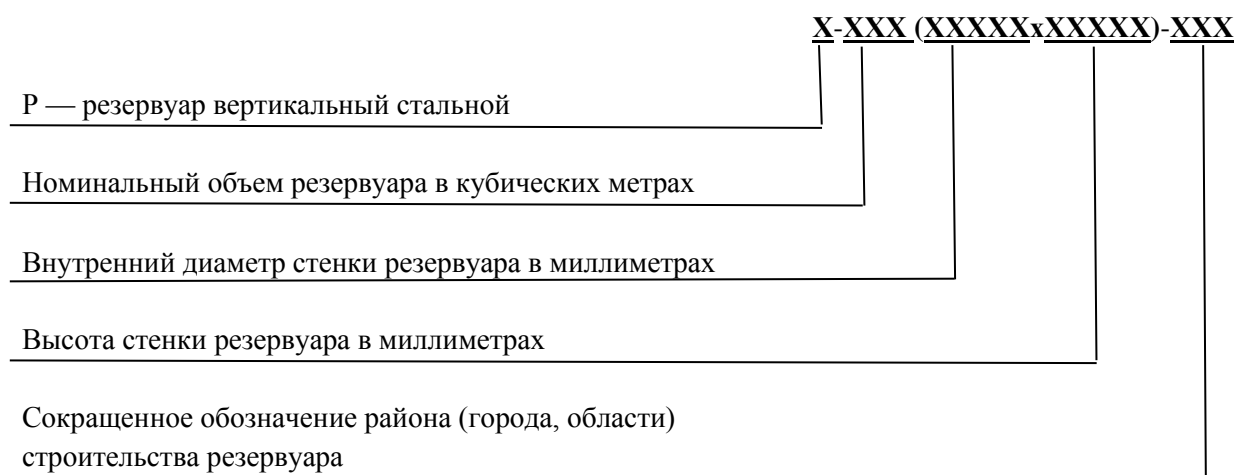 Х-ХХХ (ХХХХХхХХХХХ)-ХХХ
Р — резервуар вертикальный стальной
Номинальный объем резервуара в кубических метрах
Внутренний диаметр стенки резервуара в миллиметрах
Высота стенки резервуара в миллиметрах
Сокращенное обозначение района (города, области)
строительства резервуара